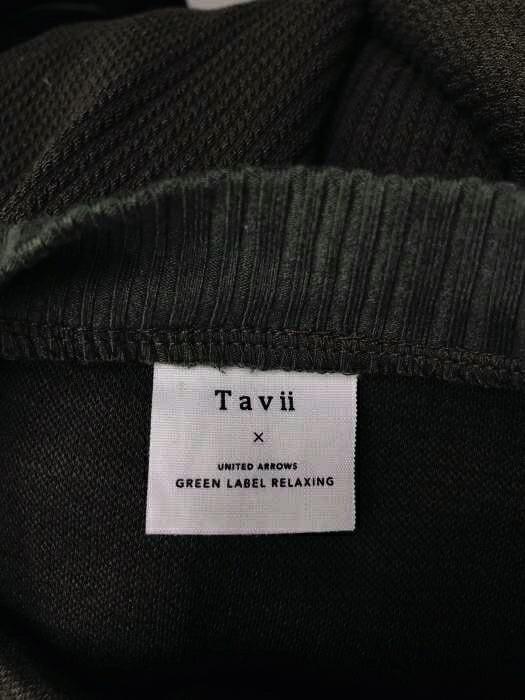 Tavii
×
UNITED ARROWS
GREEN LABEL RELAXING